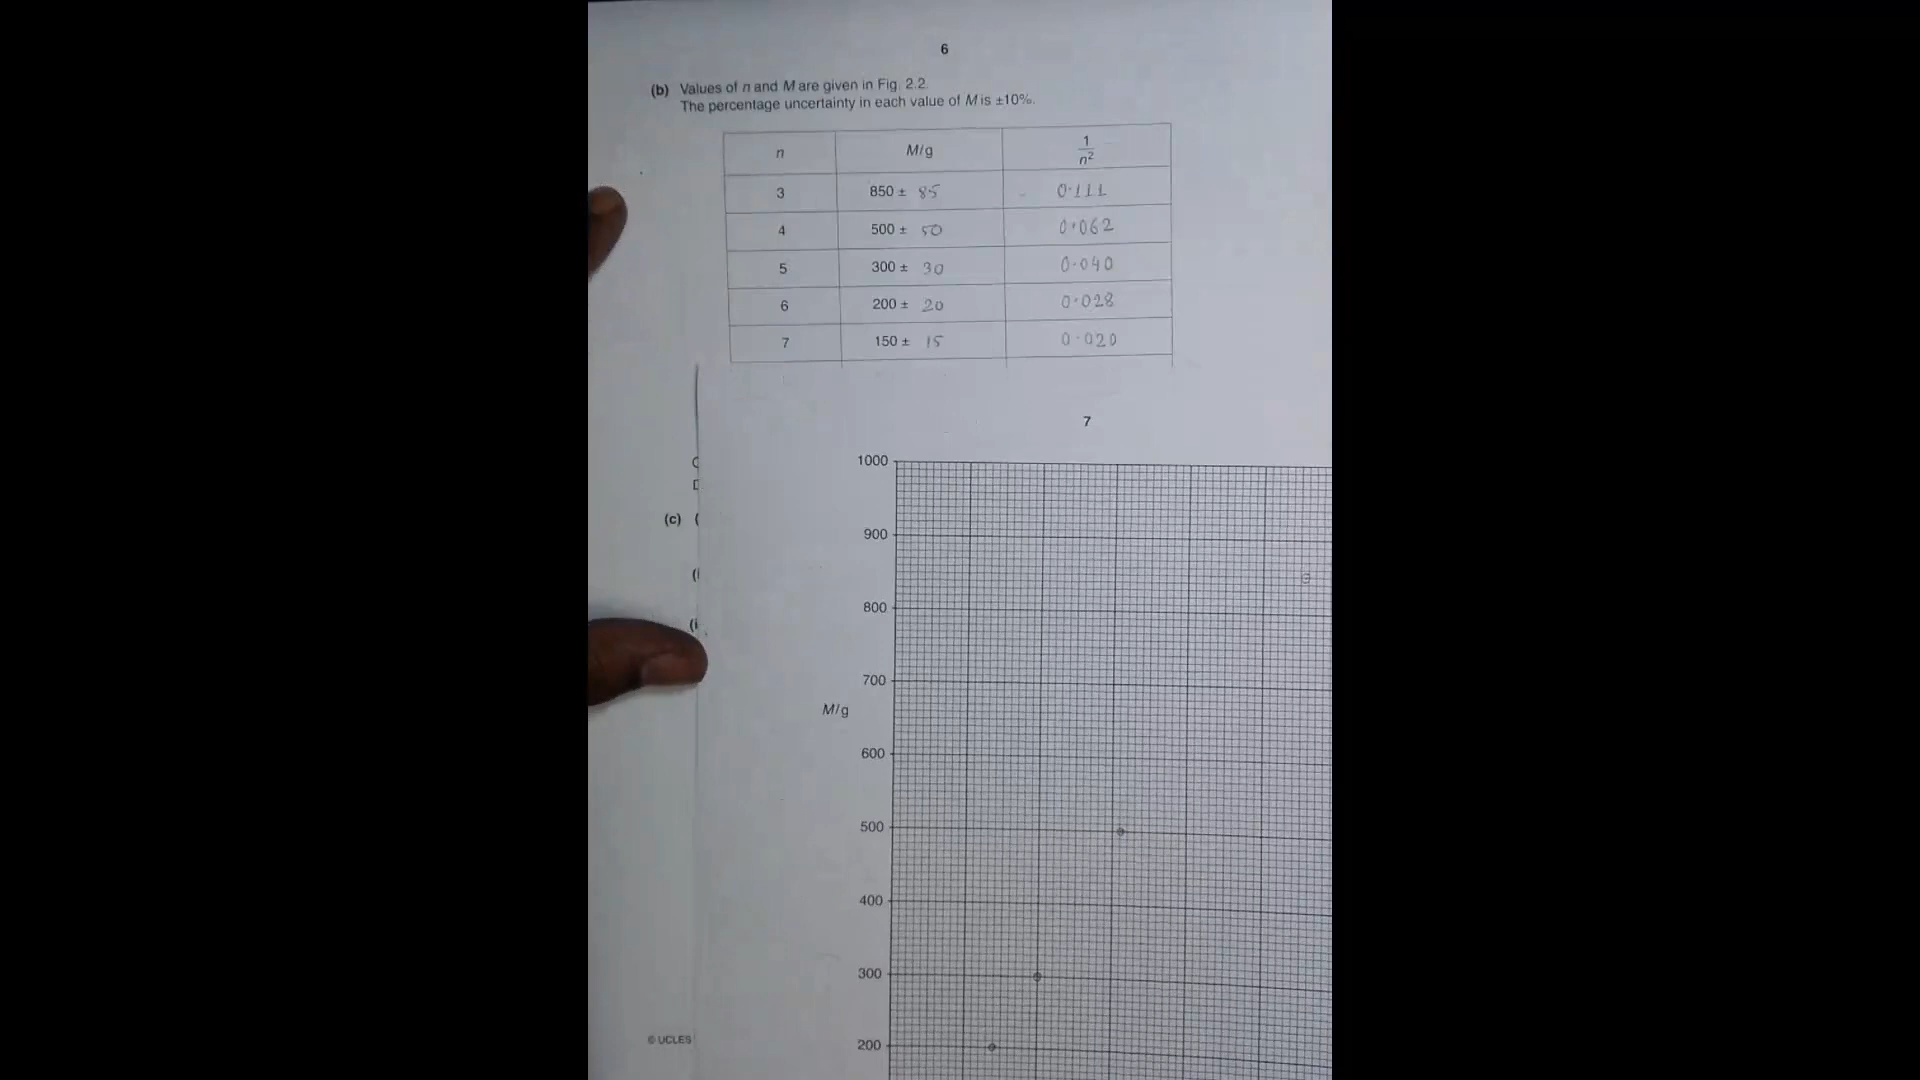 6
(b) Values of n and M are given in Fig. 2.2.
The percentage uncertainty in each value of M is ±10%.
n M/g 1/n²
3 850 ± 85 0.111
4 500 ± 50 0.062
5 300 ± 30 0.040
6 200 ± 20 0.028
7 150 ± 15 0.020
7
1000
(c) (
900
(i
800
(i
700
M/g
600
500
400
300
© UCLES
200